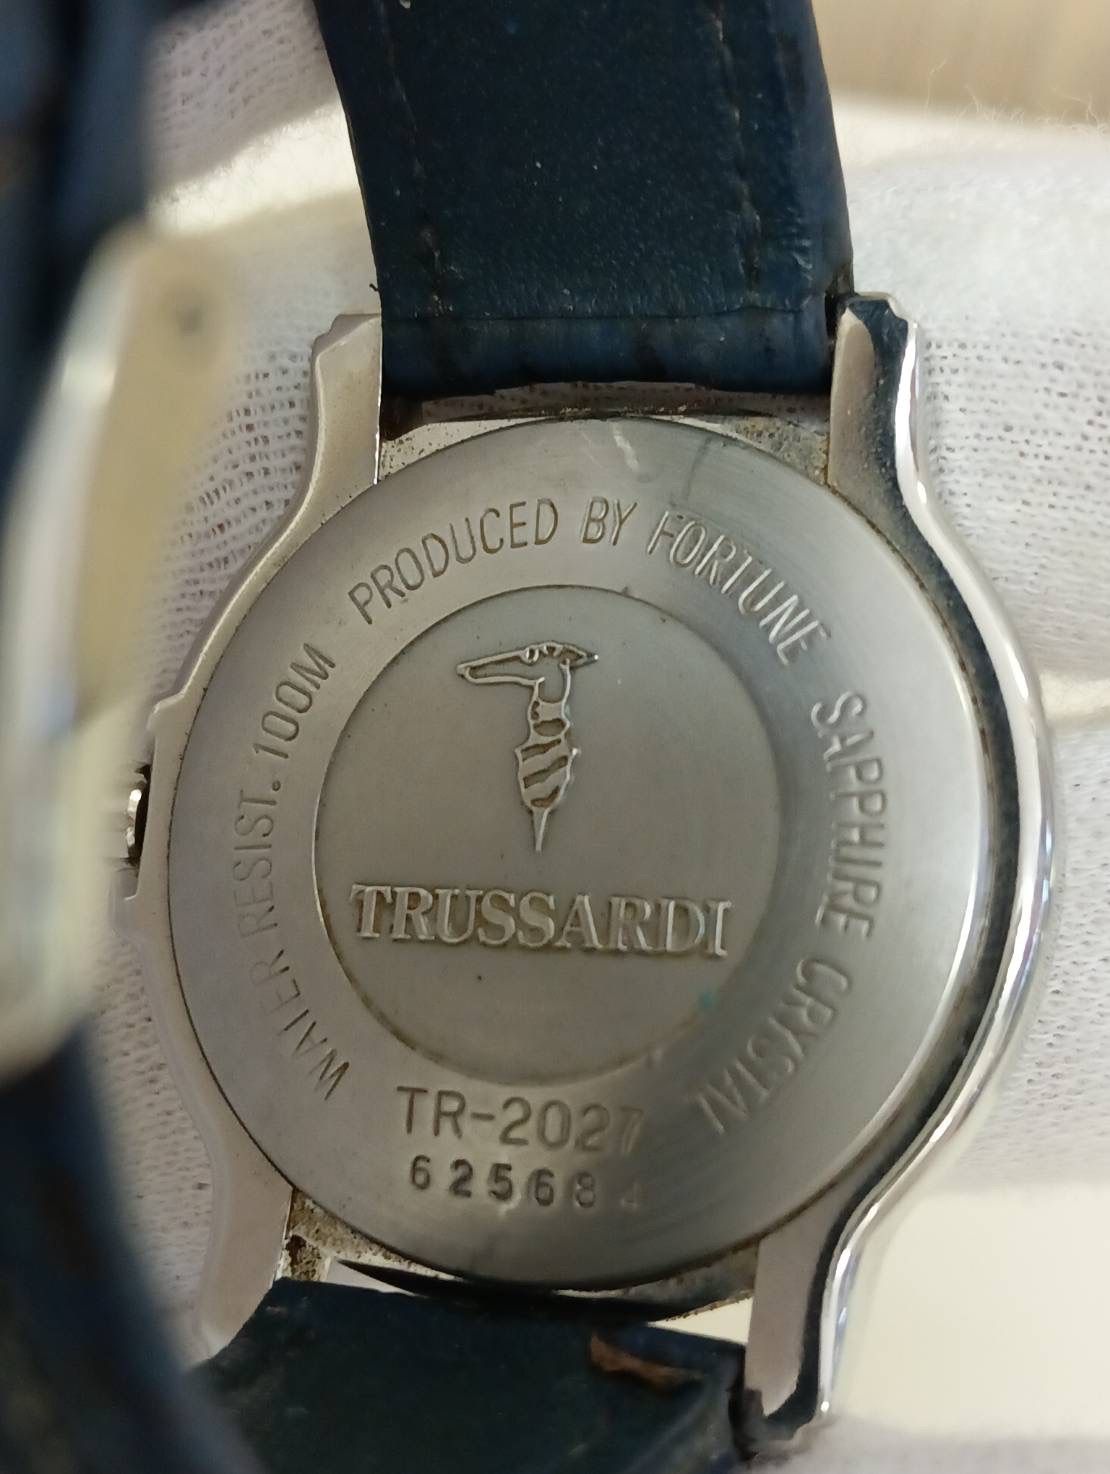 WATER RESIST. 100M PRODUCED BY FORTUNE SAPPHIRE CRYSTAL
TRUSSARDI
TR-2027
625684